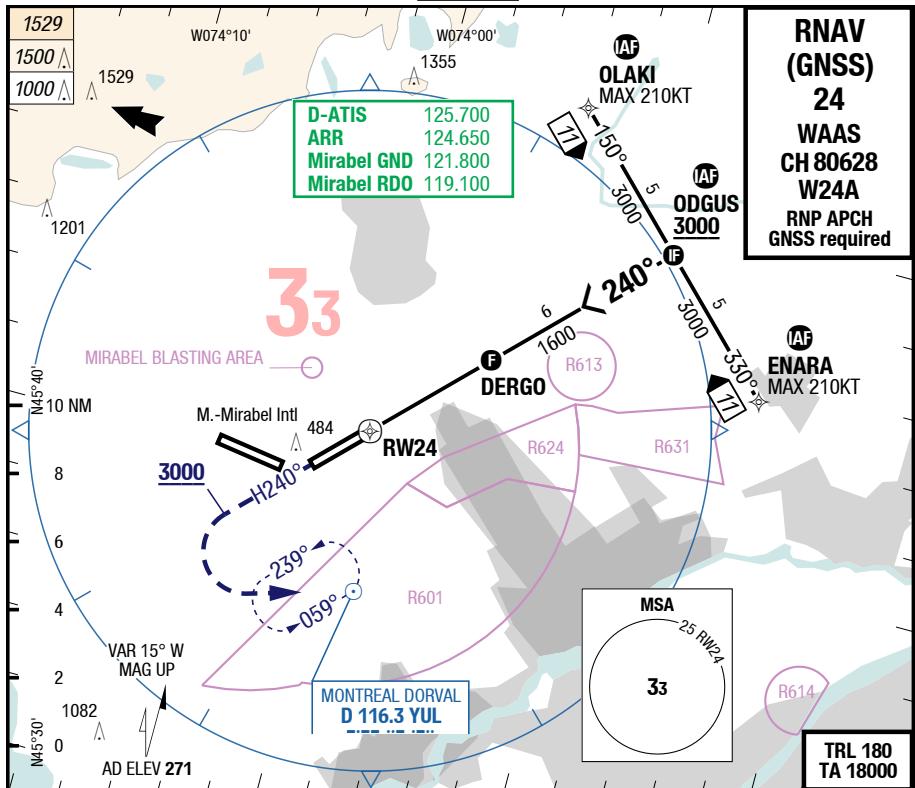 1529
1500
1000
W074°10'
W074°00'
1529
1355
IAF
OLAKI
MAX 210KT
RNAV
(GNSS)
24
WAAS
CH 80628
W24A
RNP APCH
GNSS required
D-ATIS 125.700
ARR 124.650
Mirabel GND 121.800
Mirabel RDO 119.100
11
150°
5
3000
IAF
ODGUS
3000
1201
IF
240°
33
6
1600
5
3000
330°
MIRABEL BLASTING AREA
F
DERGO
R613
IAF
ENARA
MAX 210KT
11
N45°40'
10 NM
M.-Mirabel Intl
484
RW24
R624
R631
8
3000
H240°
6
239°
059°
4
R601
MSA
25 RW24
33
VAR 15° W
MAG UP
2
MONTREAL DORVAL
D 116.3 YUL
R614
1082
N45°30'
0
AD ELEV 271
TRL 180
TA 18000